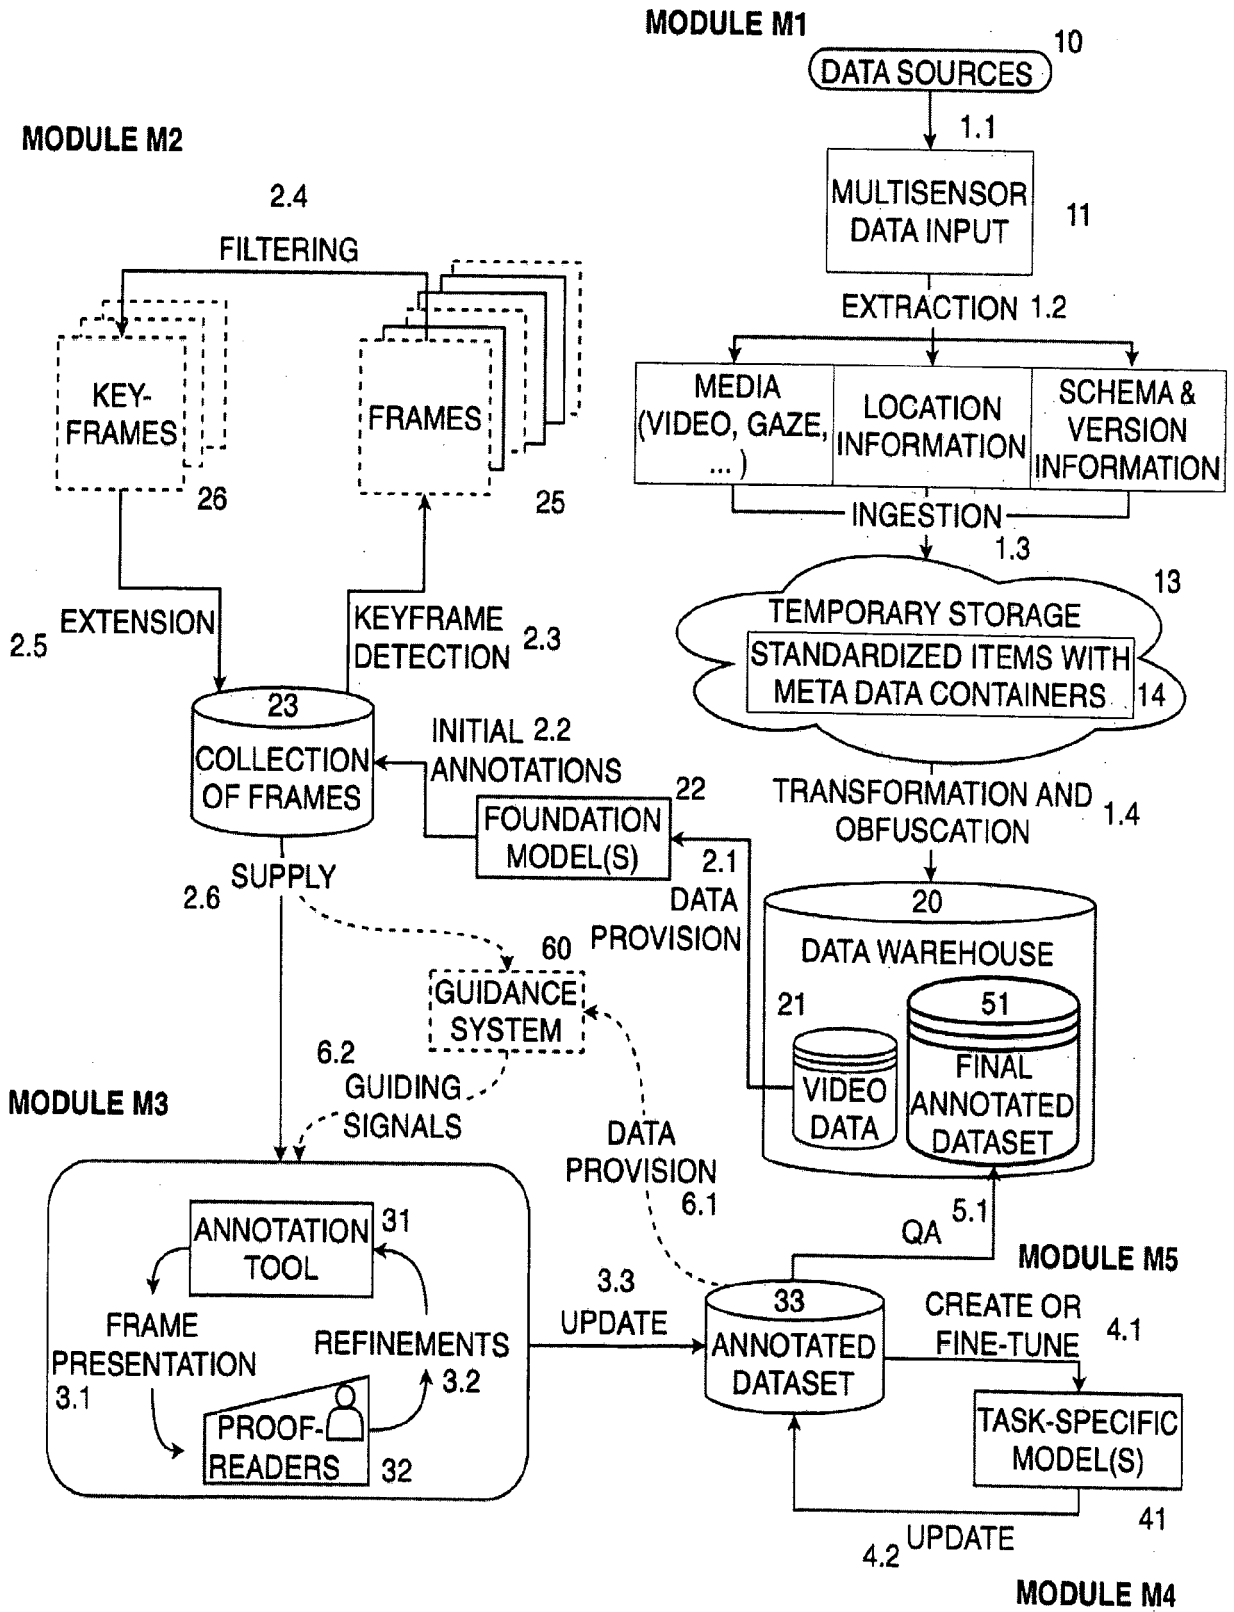 MODULE M1
10
DATA SOURCES
1.1
MULTISENSOR
DATA INPUT
11
EXTRACTION 1.2
MEDIA
(VIDEO, GAZE,
... )
LOCATION
INFORMATION
SCHEMA &
VERSION
INFORMATION
INGESTION
1.3
13
TEMPORARY STORAGE
STANDARDIZED ITEMS WITH
META DATA CONTAINERS
14
TRANSFORMATION AND
OBFUSCATION
1.4
20
DATA WAREHOUSE
21
VIDEO
DATA
51
FINAL
ANNOTATED
DATASET
MODULE M2
2.4
FILTERING
KEY-
FRAMES
26
FRAMES
25
EXTENSION
2.5
KEYFRAME
DETECTION
2.3
23
COLLECTION
OF FRAMES
INITIAL 2.2
ANNOTATIONS
22
FOUNDATION
MODEL(S)
2.1
DATA
PROVISION
SUPPLY
2.6
60
GUIDANCE
SYSTEM
6.2
GUIDING
SIGNALS
DATA
PROVISION
6.1
MODULE M3
ANNOTATION
TOOL
31
FRAME
PRESENTATION
3.1
REFINEMENTS
3.2
PROOF-
READERS
32
3.3
UPDATE
33
ANNOTATED
DATASET
QA
5.1
MODULE M5
CREATE OR
FINE-TUNE
4.1
TASK-SPECIFIC
MODEL(S)
41
UPDATE
4.2
MODULE M4